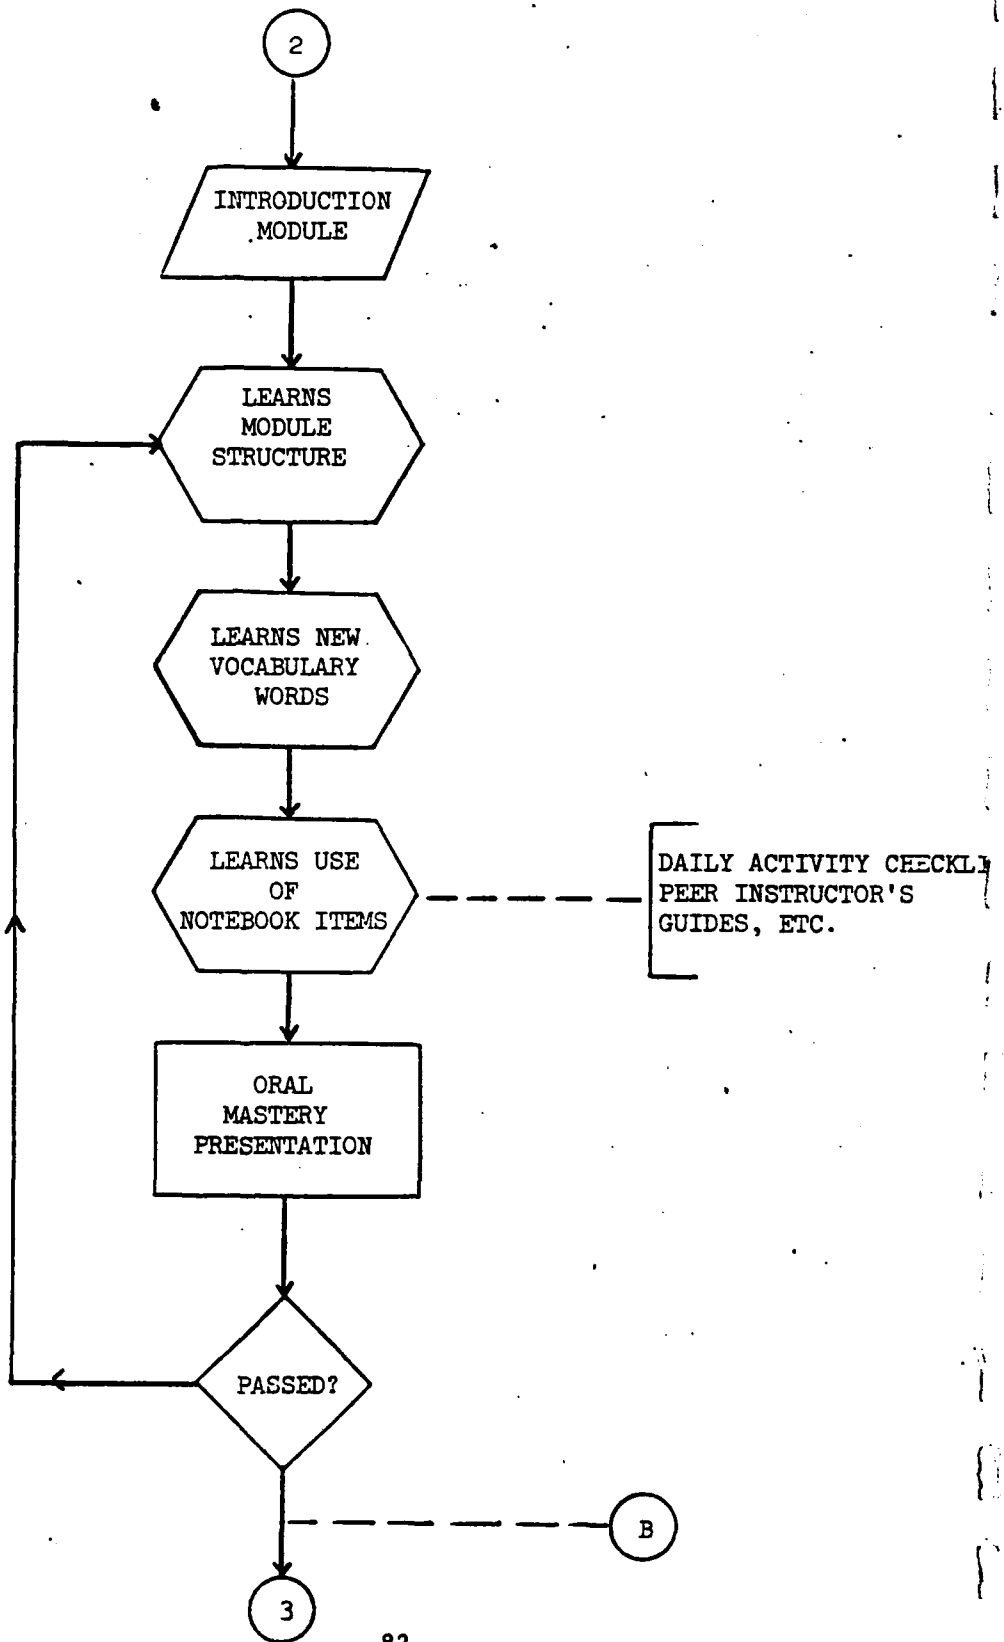 2
INTRODUCTION
MODULE
LEARNS
MODULE
STRUCTURE
LEARNS NEW
VOCABULARY
WORDS
LEARNS USE
OF
NOTEBOOK ITEMS
DAILY ACTIVITY
PEER INSTRUCTOR'S
GUIDES, ETC.
ORAL
MASTERY
PRESENTATION
PASSED?
B
3